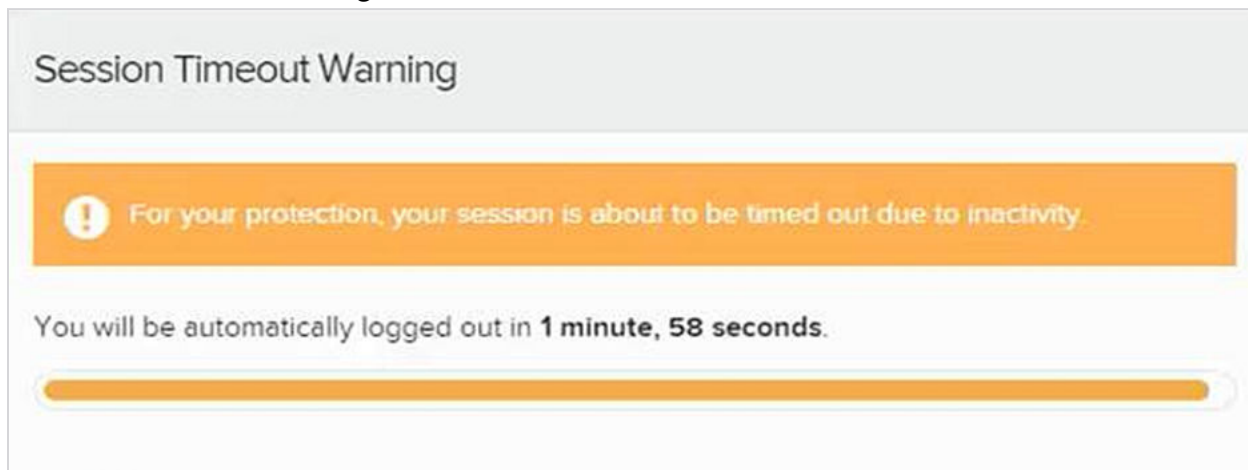 Session Timeout Warning
! For your protection, your session is about to be timed out due to inactivity.
You will be automatically logged out in 1 minute, 58 seconds.